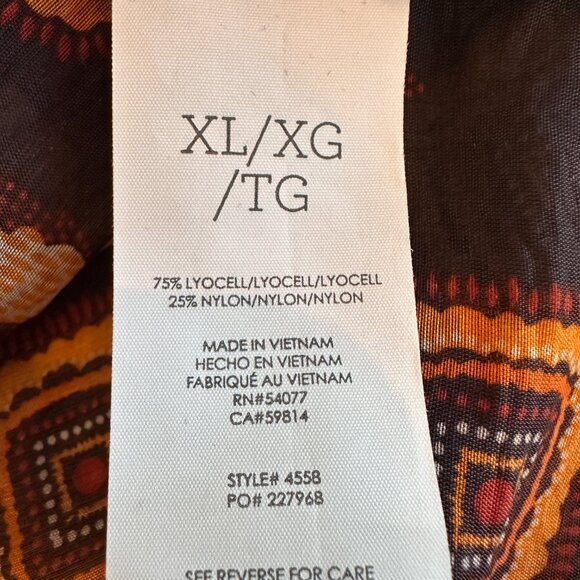 XL/XG
/TG
75% LYOCELL/LYOCELL/LYOCELL
25% NYLON/NYLON/NYLON
MADE IN VIETNAM
HECHO EN VIETNAM
FABRIQUÉ AU VIETNAM
RN#54077
CA#59814
STYLE# 4558
PO# 227968
SEE REVERSE FOR CARE